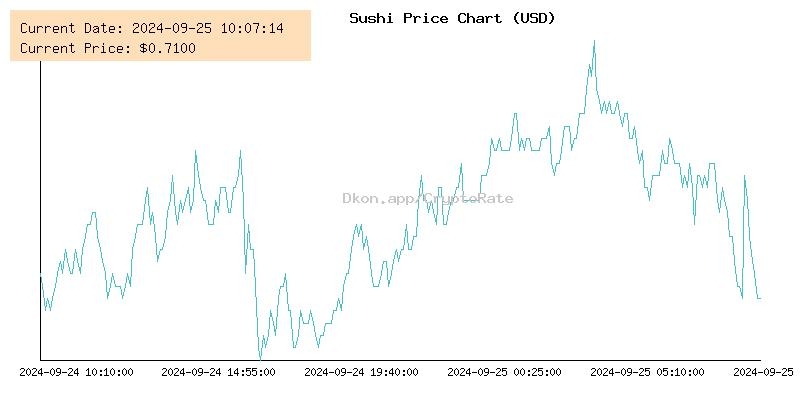 Sushi Price Chart (USD)
Current Date: 2024-09-25 10:07:14
Current Price: $0.7100
Dkon.app/CryptoRate
2024-09-24 10:10:00
2024-09-24 14:55:00
2024-09-24 19:40:00
2024-09-25 00:25:00
2024-09-25 05:10:00
2024-09-25